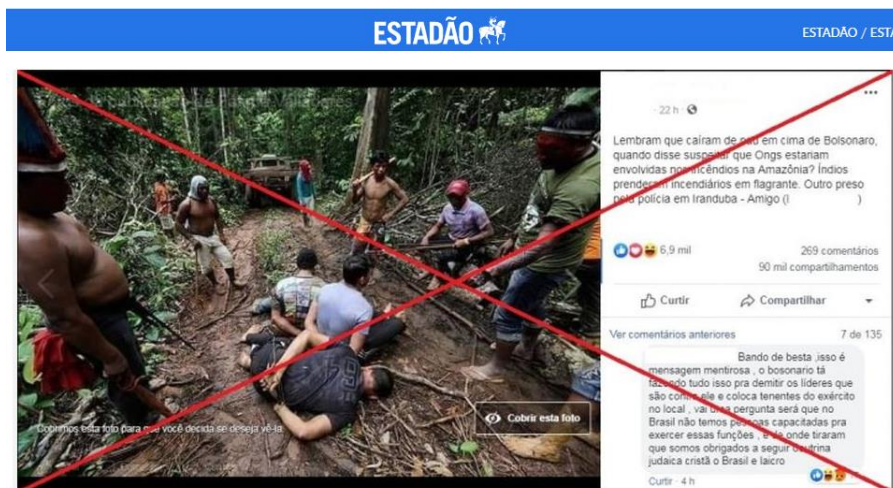 ESTADÃO
ESTADÃO / ESTA
22 h
Lembram que caíram de pau em cima de Bolsonaro,
quando disse suspeitar que Ongs estariam
envolvidas nos incêndios na Amazônia? Índios
prenderam incendiários em flagrante. Outro preso
pela polícia em Iranduba - Amigo (I )
6,9 mil
269 comentários
90 mil compartilhamentos
Curtir
Compartilhar
Ver comentários anteriores
7 de 135
Bando de besta ,isso é
mensagem mentirosa , o bosonario tá
fazendo tudo isso pra demitir os líderes que
são contra ele e coloca tenentes do exército
no local , vai uma pergunta será que no
Brasil não temos pessoas capacitadas pra
exercer essas funções , e de onde tiraram
que somos obrigados a seguir doutrina
judaica cristã o Brasil e laicro
Curtir · 4 h
Cobrimos esta foto para que você decida se deseja vê-la
Cobrir esta foto